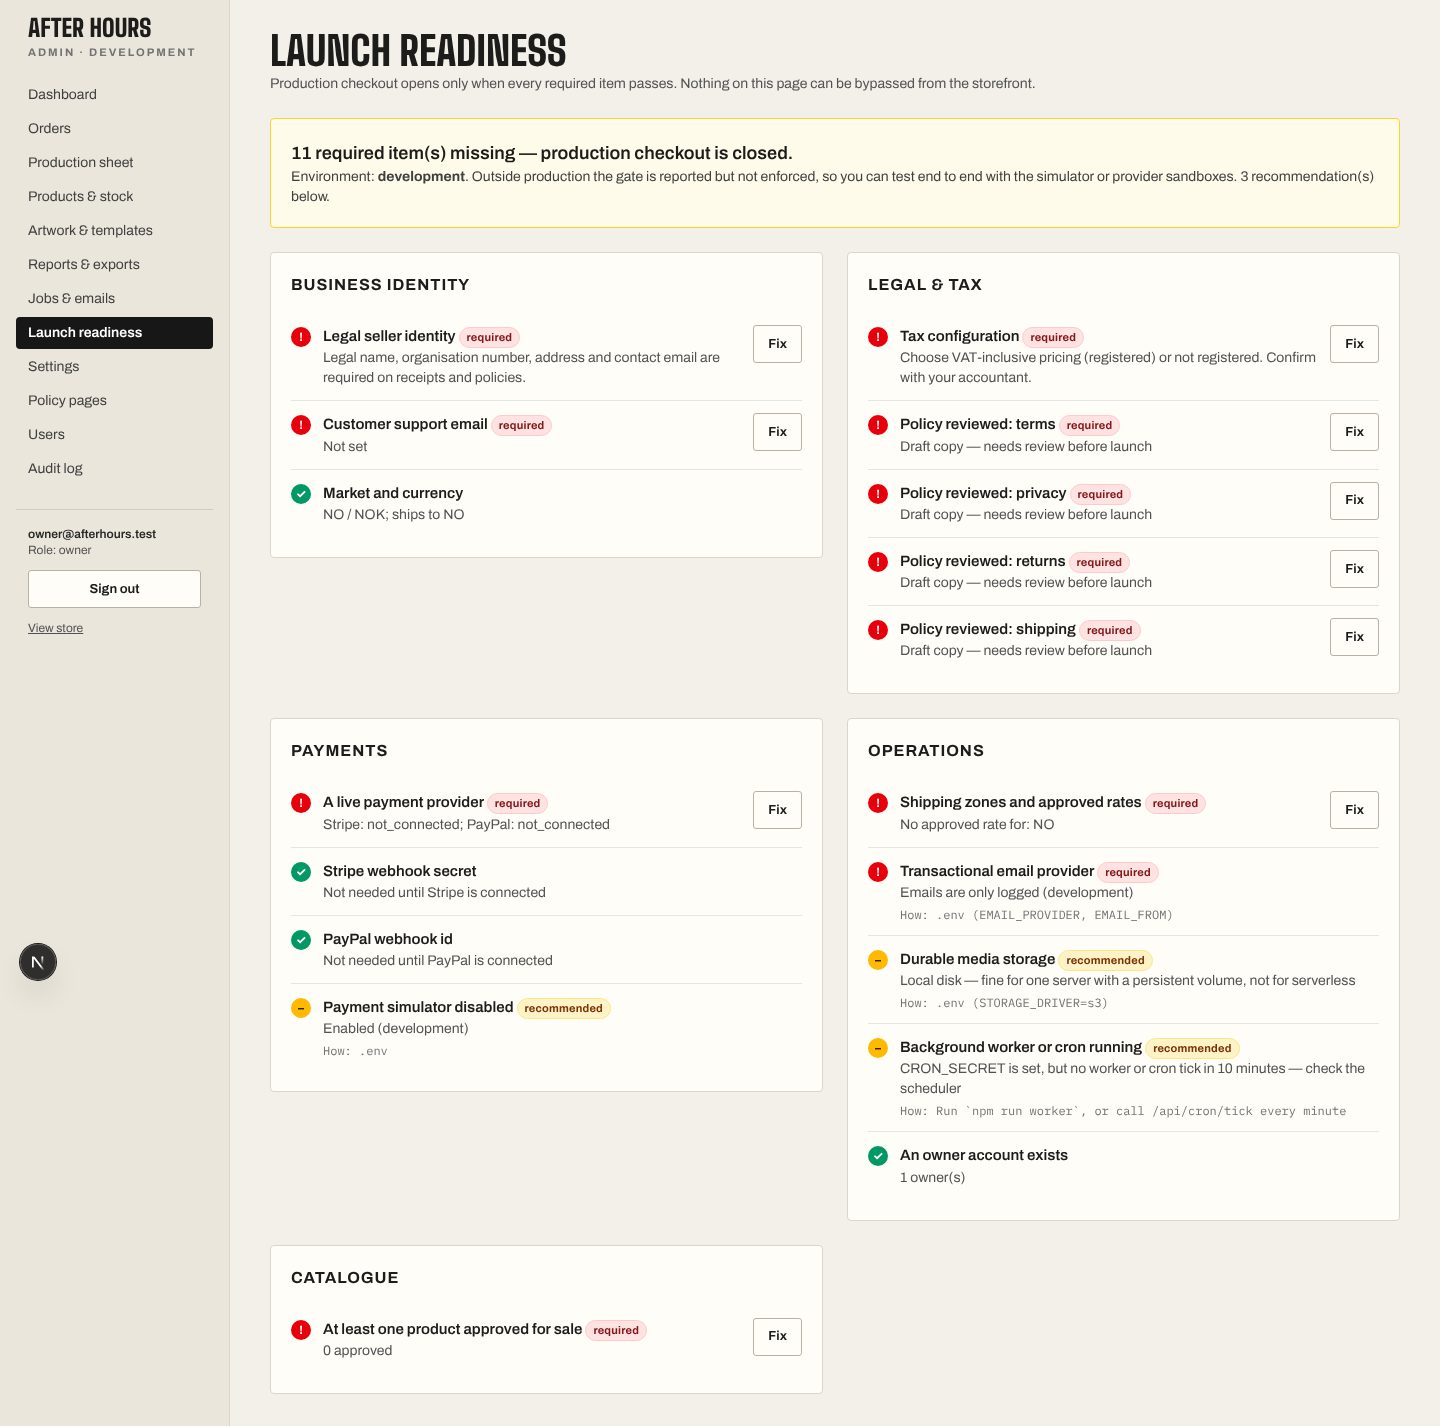 AFTER HOURS
ADMIN · DEVELOPMENT
Dashboard
Orders
Production sheet
Products & stock
Artwork & templates
Reports & exports
Jobs & emails
Launch readiness
Settings
Policy pages
Users
Audit log
owner@afterhours.test
Role: owner
Sign out
View store
N
LAUNCH READINESS
Production checkout opens only when every required item passes. Nothing on this page can be bypassed from the storefront.
11 required item(s) missing — production checkout is closed.
Environment: development. Outside production the gate is reported but not enforced, so you can test end to end with the simulator or provider sandboxes. 3 recommendation(s)
below.
BUSINESS IDENTITY
! Legal seller identity required Fix
Legal name, organisation number, address and contact email are
required on receipts and policies.
! Customer support email required Fix
Not set
Market and currency
NO / NOK; ships to NO
LEGAL & TAX
! Tax configuration required Fix
Choose VAT-inclusive pricing (registered) or not registered. Confirm
with your accountant.
! Policy reviewed: terms required Fix
Draft copy — needs review before launch
! Policy reviewed: privacy required Fix
Draft copy — needs review before launch
! Policy reviewed: returns required Fix
Draft copy — needs review before launch
! Policy reviewed: shipping required Fix
Draft copy — needs review before launch
PAYMENTS
! A live payment provider required Fix
Stripe: not_connected; PayPal: not_connected
Stripe webhook secret
Not needed until Stripe is connected
PayPal webhook id
Not needed until PayPal is connected
– Payment simulator disabled recommended
Enabled (development)
How: .env
OPERATIONS
! Shipping zones and approved rates required Fix
No approved rate for: NO
! Transactional email provider required
Emails are only logged (development)
How: .env (EMAIL_PROVIDER, EMAIL_FROM)
– Durable media storage recommended
Local disk — fine for one server with a persistent volume, not for serverless
How: .env (STORAGE_DRIVER=s3)
– Background worker or cron running recommended
CRON_SECRET is set, but no worker or cron tick in 10 minutes — check the
scheduler
How: Run `npm run worker`, or call /api/cron/tick every minute
An owner account exists
1 owner(s)
CATALOGUE
! At least one product approved for sale required Fix
0 approved